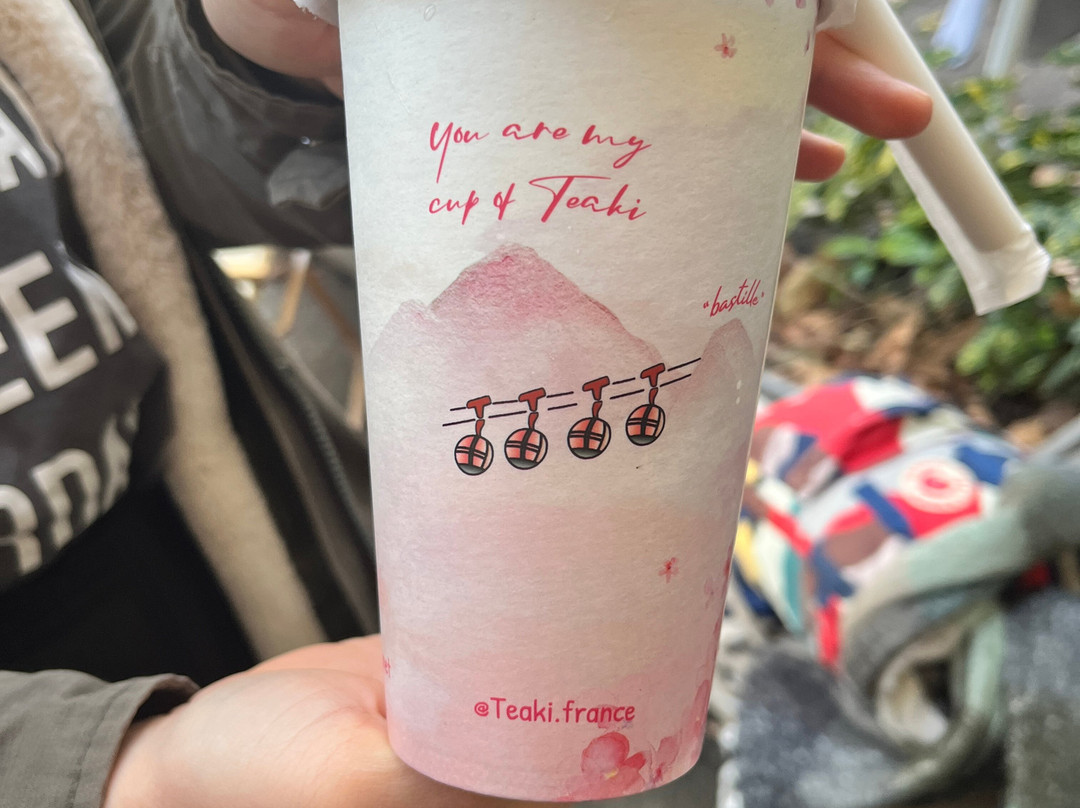 You are my
cup of Teaki
"bastille"
@Teaki.france